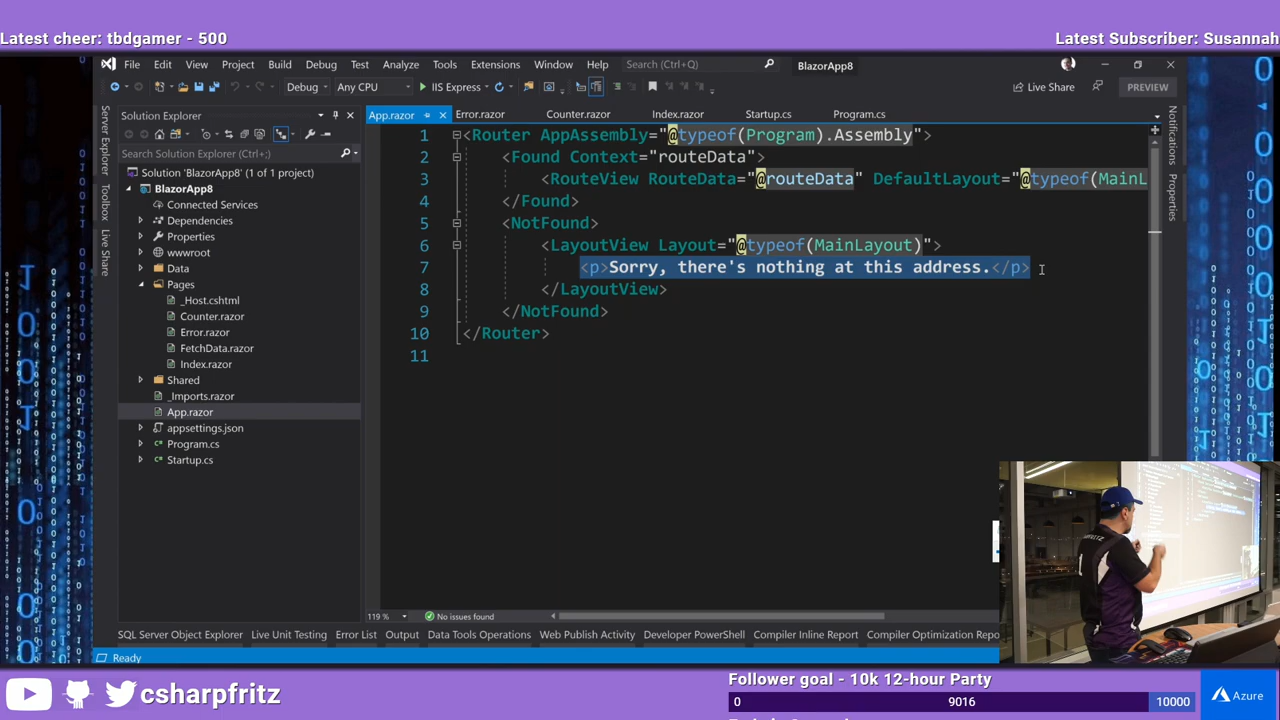 Latest cheer: tbdgamer - 500
Latest Subscriber: Susannah
File Edit View Project Build Debug Test Analyze Tools Extensions Window Help Search (Ctrl+Q) BlazorApp8
Debug Any CPU IIS Express Live Share PREVIEW
Server Explorer Toolbox Live Share
Solution Explorer
Search Solution Explorer (Ctrl+;)
Solution 'BlazorApp8' (1 of 1 project)
BlazorApp8
Connected Services
Dependencies
Properties
wwwroot
Data
Pages
_Host.cshtml
Counter.razor
Error.razor
FetchData.razor
Index.razor
Shared
_Imports.razor
App.razor
appsettings.json
Program.cs
Startup.cs
App.razor Error.razor Counter.razor Index.razor Startup.cs Program.cs
1 <Router AppAssembly="@typeof(Program).Assembly">
2 <Found Context="routeData">
3 <RouteView RouteData="@routeData" DefaultLayout="@typeof(MainL
4 </Found>
5 <NotFound>
6 <LayoutView Layout="@typeof(MainLayout)">
7 <p>Sorry, there's nothing at this address.</p>
8 </LayoutView>
9 </NotFound>
10 </Router>
11
Notifications Properties
119 % No issues found
SQL Server Object Explorer Live Unit Testing Error List Output Data Tools Operations Web Publish Activity Developer PowerShell Compiler Inline Report Compiler Optimization Repo
Ready
csharpfritz
Follower goal - 10k 12-hour Party
0 9016 10000
Azure